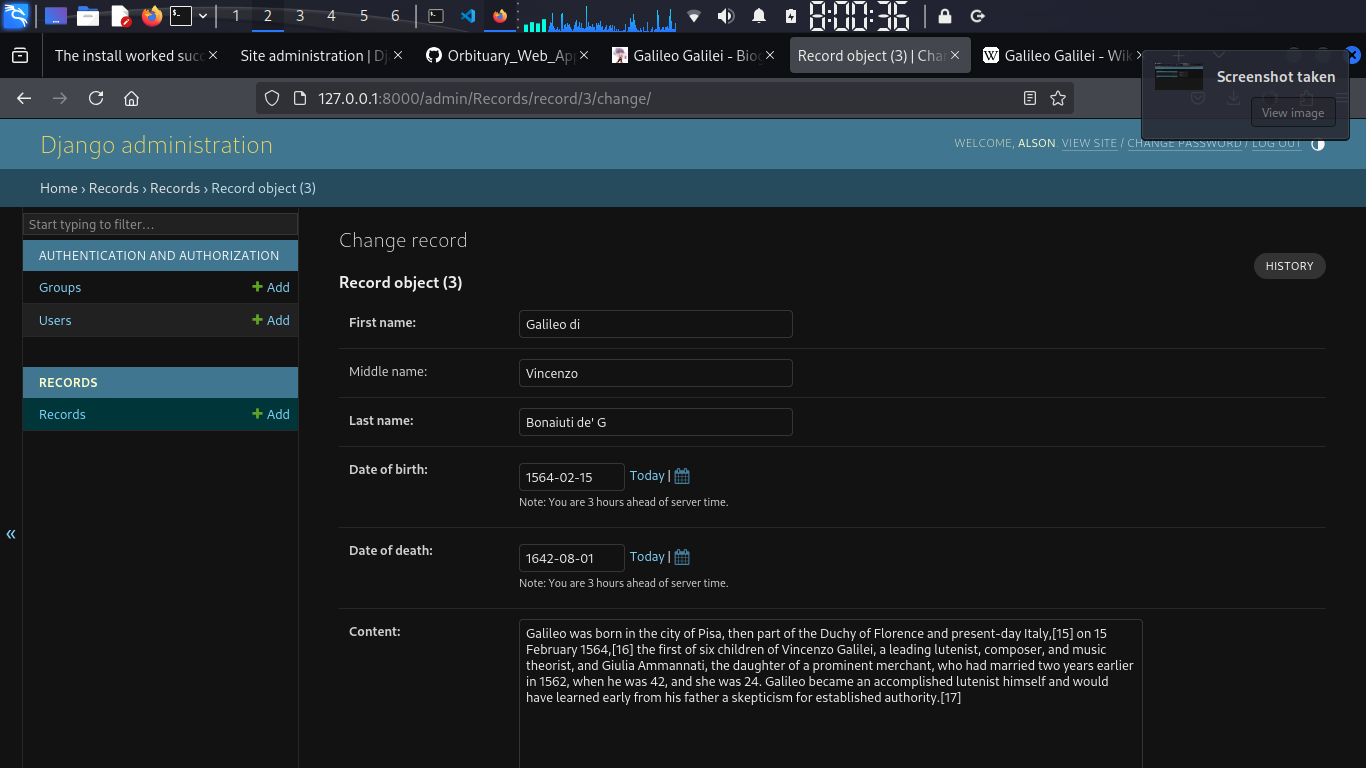 1 2 3 4 5 6 8:00:36
The install worked succ
Site administration | Dj
Orbituary_Web_App
Galileo Galilei - Biog
Record object (3) | Chan
Galileo Galilei - Wik
Screenshot taken
View image
127.0.0.1:8000/admin/Records/record/3/change/
Django administration
WELCOME, ALSON. VIEW SITE / CHANGE PASSWORD / LOG OUT
Home › Records › Records › Record object (3)
Start typing to filter...
AUTHENTICATION AND AUTHORIZATION
Groups + Add
Users + Add
RECORDS
Records + Add
«
Change record
HISTORY
Record object (3)
First name: Galileo di
Middle name: Vincenzo
Last name: Bonaiuti de' G
Date of birth: 1564-02-15 Today |
Note: You are 3 hours ahead of server time.
Date of death: 1642-08-01 Today |
Note: You are 3 hours ahead of server time.
Content:
Galileo was born in the city of Pisa, then part of the Duchy of Florence and present-day Italy,[15] on 15
February 1564,[16] the first of six children of Vincenzo Galilei, a leading lutenist, composer, and music
theorist, and Giulia Ammannati, the daughter of a prominent merchant, who had married two years earlier
in 1562, when he was 42, and she was 24. Galileo became an accomplished lutenist himself and would
have learned early from his father a skepticism for established authority.[17]